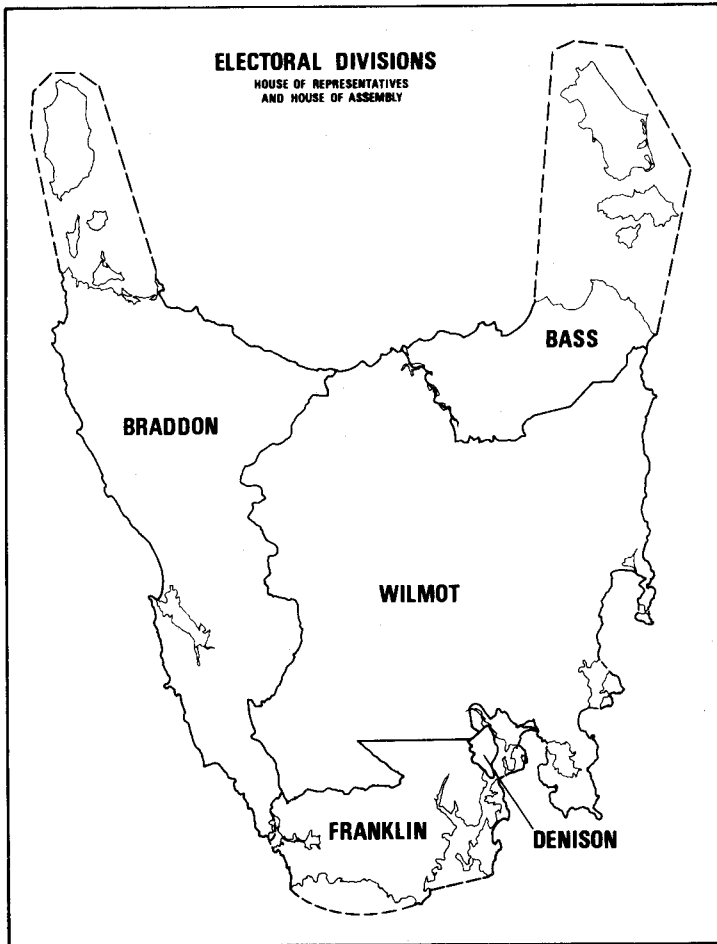 ELECTORAL DIVISIONS
HOUSE OF REPRESENTATIVES
AND HOUSE OF ASSEMBLY
BASS
BRADDON
WILMOT
FRANKLIN
DENISON